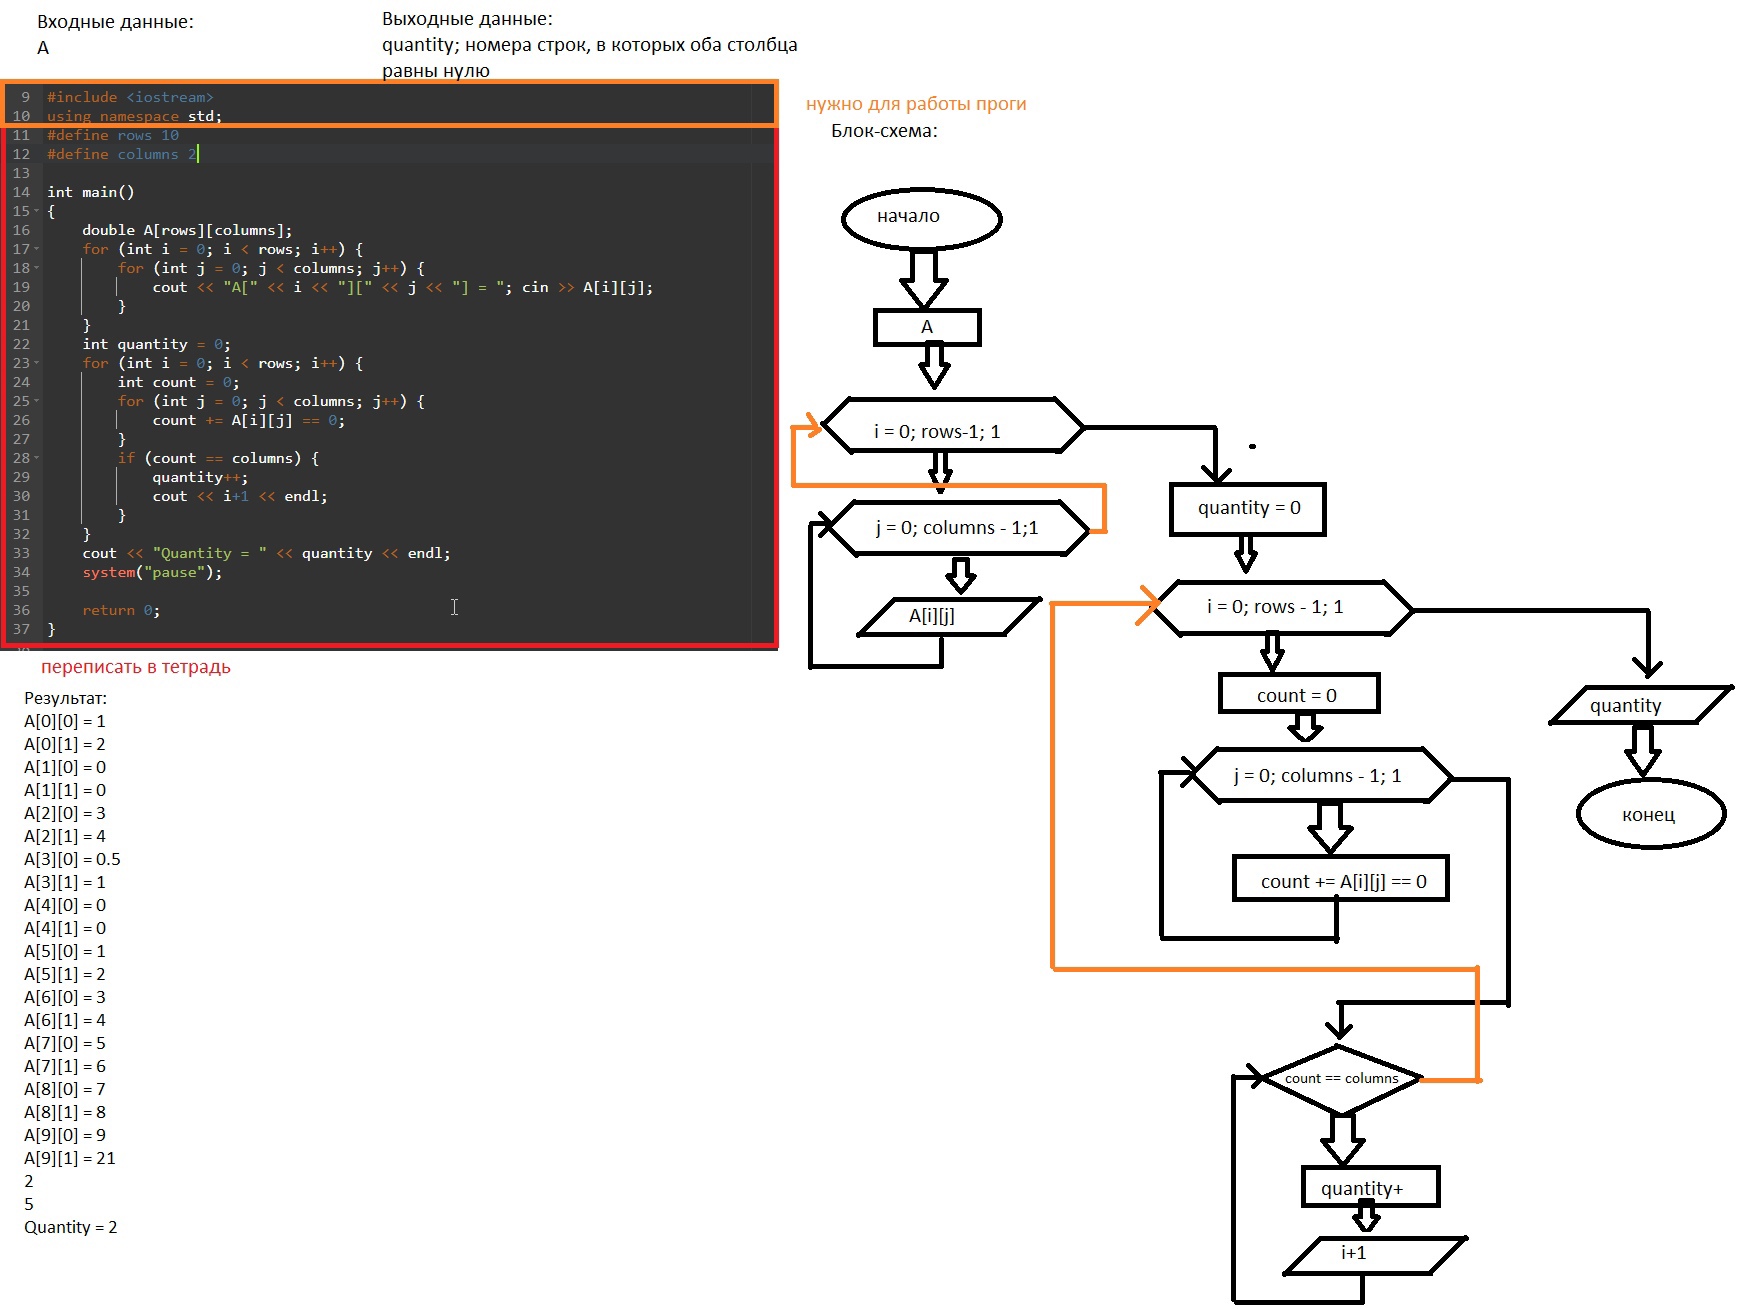 Входные данные:
A
Выходные данные:
quantity; номера строк, в которых оба столбца
равны нулю
9 #include <iostream>
10 using namespace std;
11 #define rows 10
12 #define columns 2
13
14 int main()
15 {
16 double A[rows][columns];
17 for (int i = 0; i < rows; i++) {
18 for (int j = 0; j < columns; j++) {
19 cout << "A[" << i << "][" << j << "] = "; cin >> A[i][j];
20 }
21 }
22 int quantity = 0;
23 for (int i = 0; i < rows; i++) {
24 int count = 0;
25 for (int j = 0; j < columns; j++) {
26 count += A[i][j] == 0;
27 }
28 if (count == columns) {
29 quantity++;
30 cout << i+1 << endl;
31 }
32 }
33 cout << "Quantity = " << quantity << endl;
34 system("pause");
35
36 return 0;
37 }
переписать в тетрадь
Результат:
A[0][0] = 1
A[0][1] = 2
A[1][0] = 0
A[1][1] = 0
A[2][0] = 3
A[2][1] = 4
A[3][0] = 0.5
A[3][1] = 1
A[4][0] = 0
A[4][1] = 0
A[5][0] = 1
A[5][1] = 2
A[6][0] = 3
A[6][1] = 4
A[7][0] = 5
A[7][1] = 6
A[8][0] = 7
A[8][1] = 8
A[9][0] = 9
A[9][1] = 21
2
5
Quantity = 2
нужно для работы проги
Блок-схема:
начало
A
i = 0; rows-1; 1
j = 0; columns - 1;1
A[i][j]
quantity = 0
i = 0; rows - 1; 1
count = 0
j = 0; columns - 1; 1
count += A[i][j] == 0
count == columns
quantity+
i+1
quantity
конец